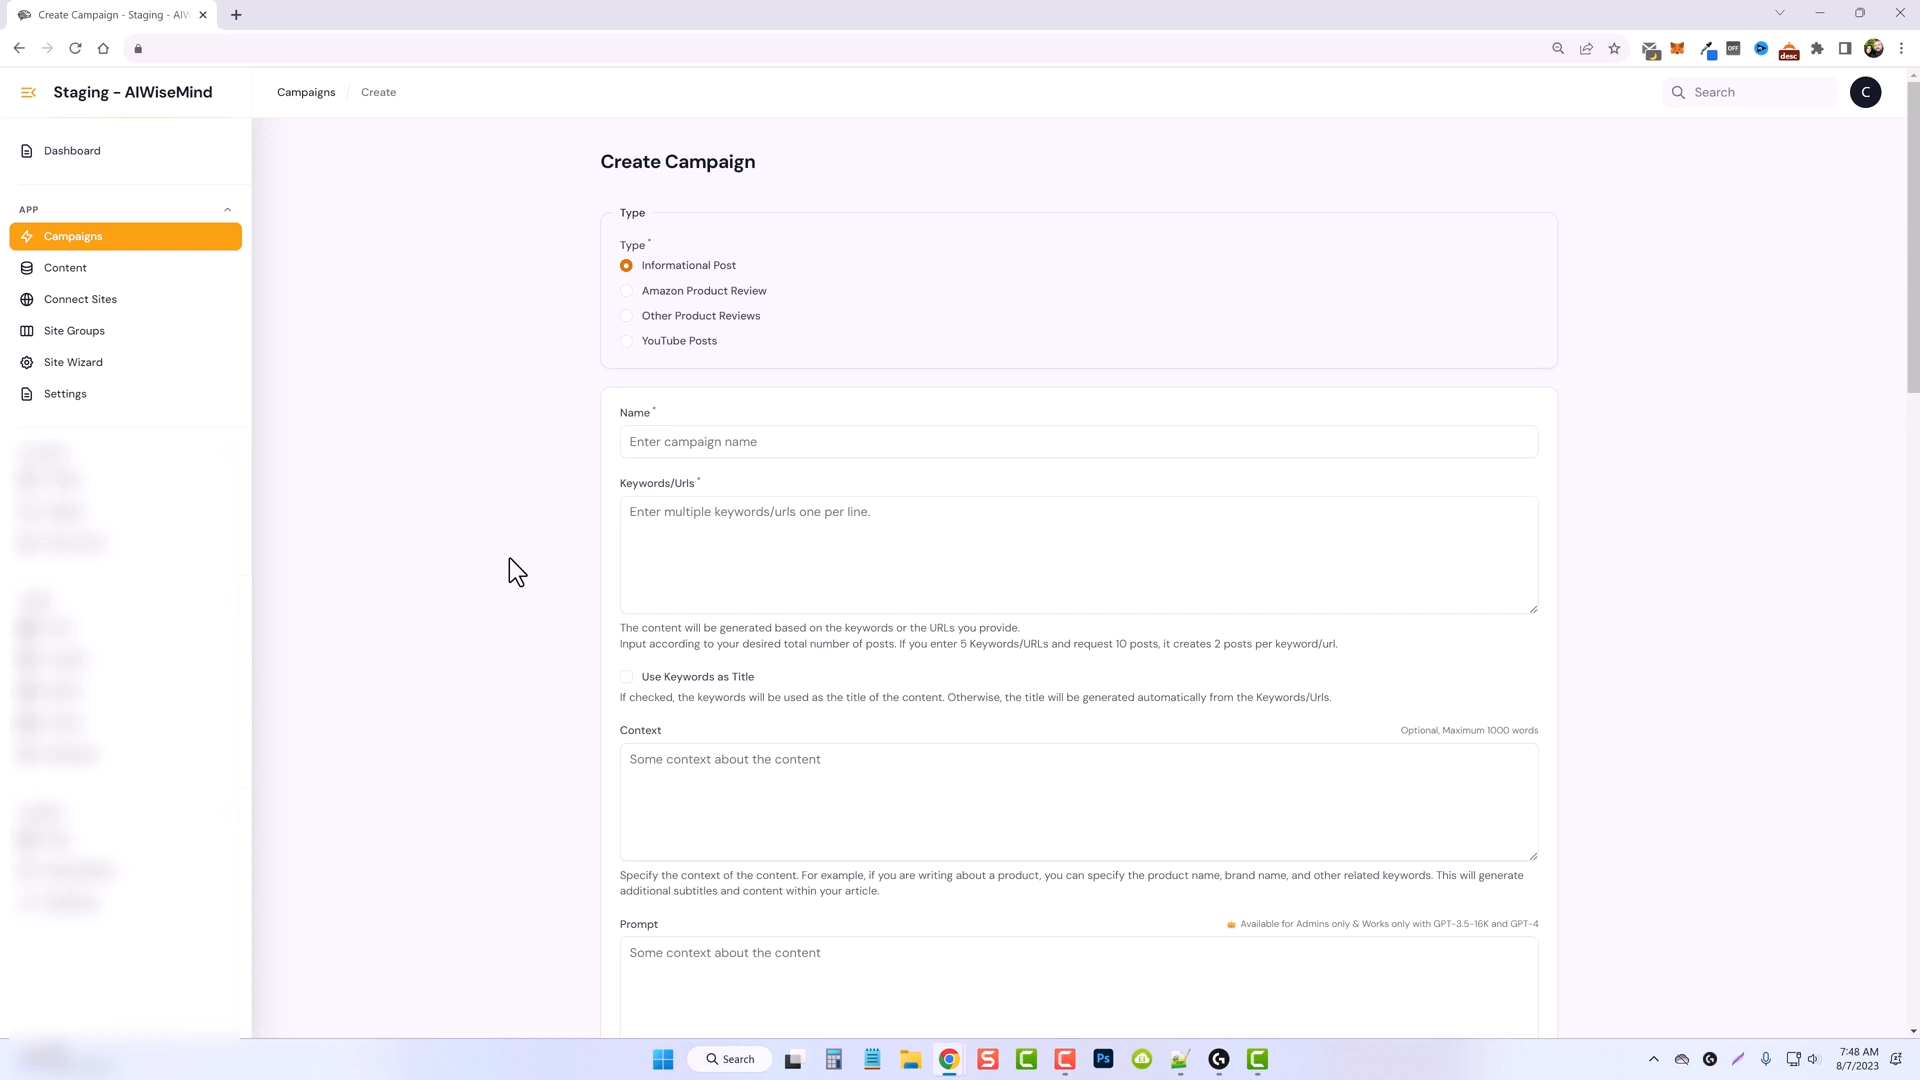 Create Campaign - Staging - AIW
Staging - AIWiseMind
Campaigns
Create
Search
C
Dashboard
APP
Campaigns
Content
Connect Sites
Site Groups
Site Wizard
Settings
Create Campaign
Type
Type *
Informational Post
Amazon Product Review
Other Product Reviews
YouTube Posts
Name *
Enter campaign name
Keywords/Urls *
Enter multiple keywords/urls one per line.
The content will be generated based on the keywords or the URLs you provide.
Input according to your desired total number of posts. If you enter 5 Keywords/URLs and request 10 posts, it creates 2 posts per keyword/url.
Use Keywords as Title
If checked, the keywords will be used as the title of the content. Otherwise, the title will be generated automatically from the Keywords/Urls.
Context
Optional, Maximum 1000 words
Some context about the content
Specify the context of the content. For example, if you are writing about a product, you can specify the product name, brand name, and other related keywords. This will generate
additional subtitles and content within your article.
Prompt
Available for Admins only & Works only with GPT-3.5-16K and GPT-4
Some context about the content
OFF
desc
Search
Ps
7:48 AM
8/7/2023